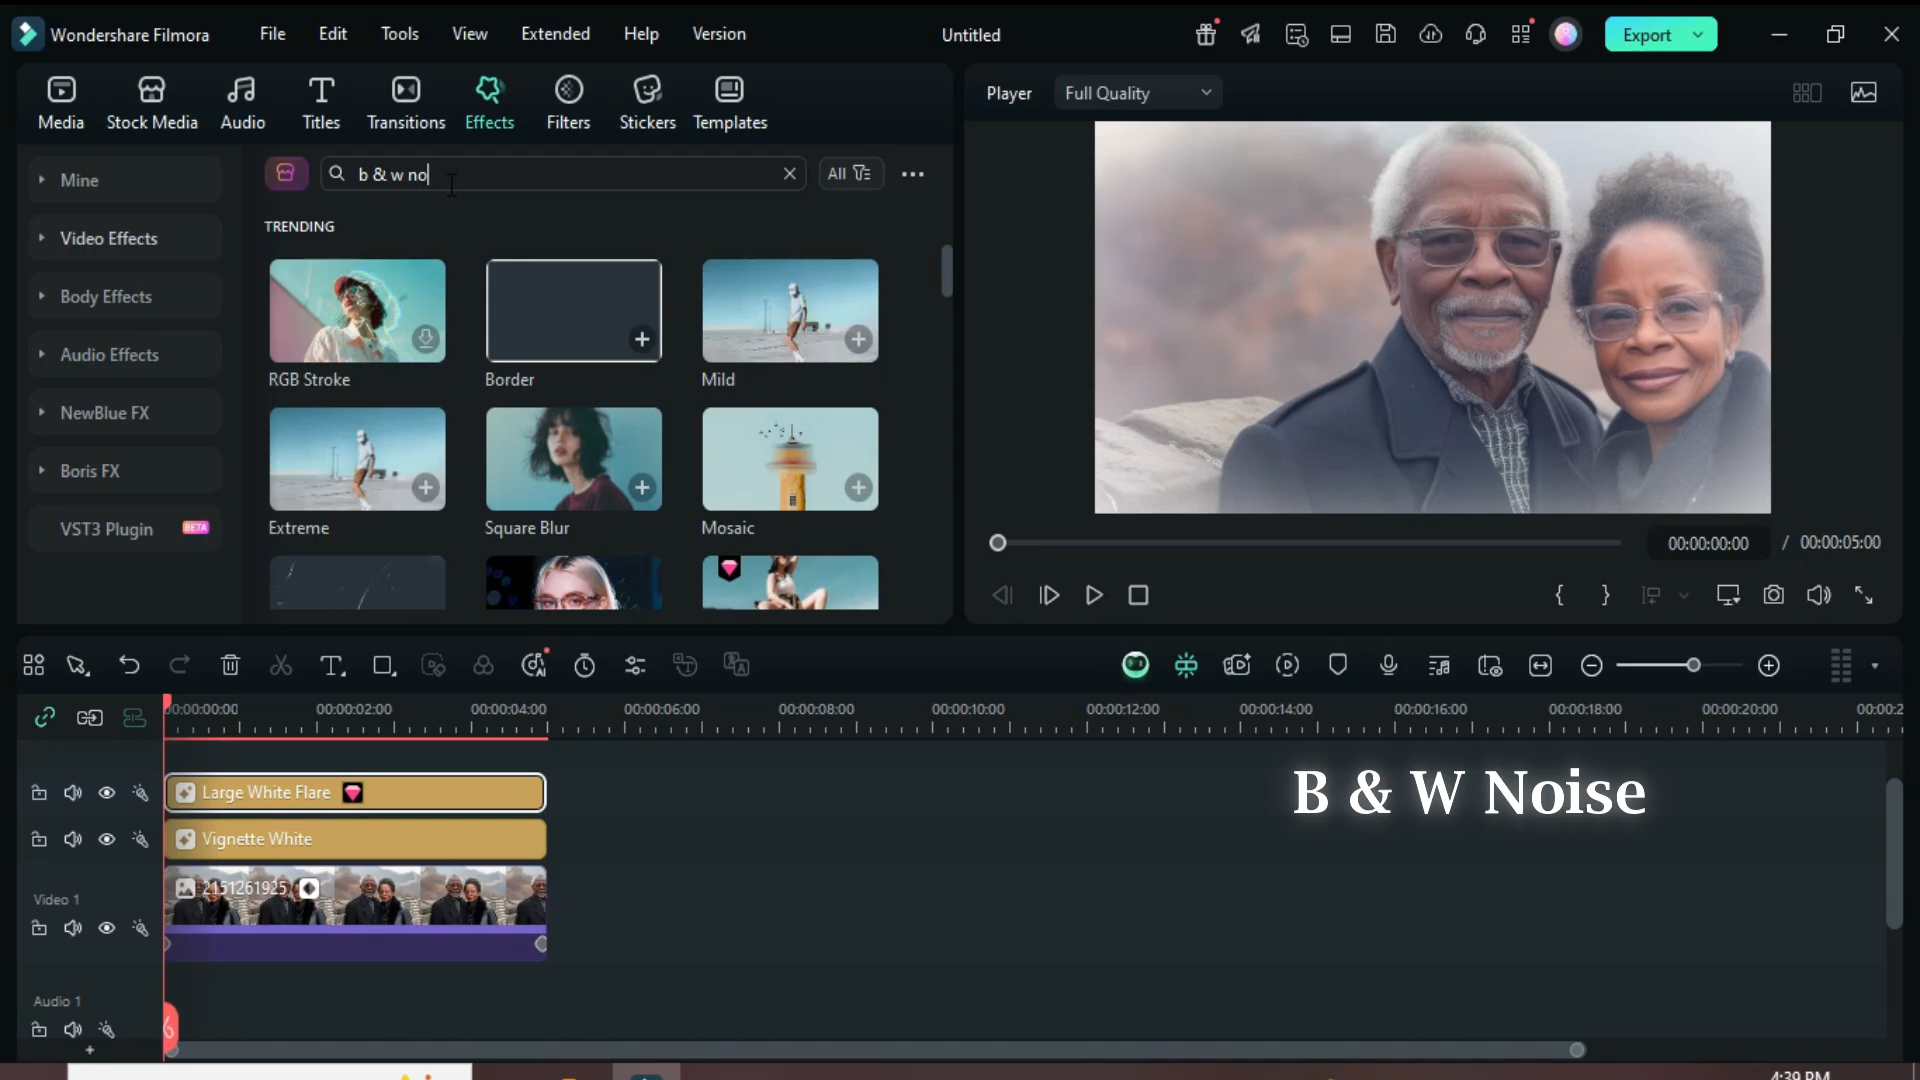 Wondershare Filmora
File
Edit
Tools
View
Extended
Help
Version
Untitled
Export
Media
Stock Media
Audio
Titles
Transitions
Effects
Filters
Stickers
Templates
Player
Full Quality
Mine
Video Effects
Body Effects
Audio Effects
NewBlue FX
Boris FX
VST3 Plugin
BETA
b & w no
All
TRENDING
RGB Stroke
Border
Mild
Extreme
Square Blur
Mosaic
00:00:00:00
/ 00:00:05:00
{
}
00:00:00:00
00:00:02:00
00:00:04:00
00:00:06:00
00:00:08:00
00:00:10:00
00:00:12:00
00:00:14:00
00:00:16:00
00:00:18:00
00:00:20:00
00:00:2
Large White Flare
Vignette White
2151261925
Video 1
Audio 1
B & W Noise
4:39 PM